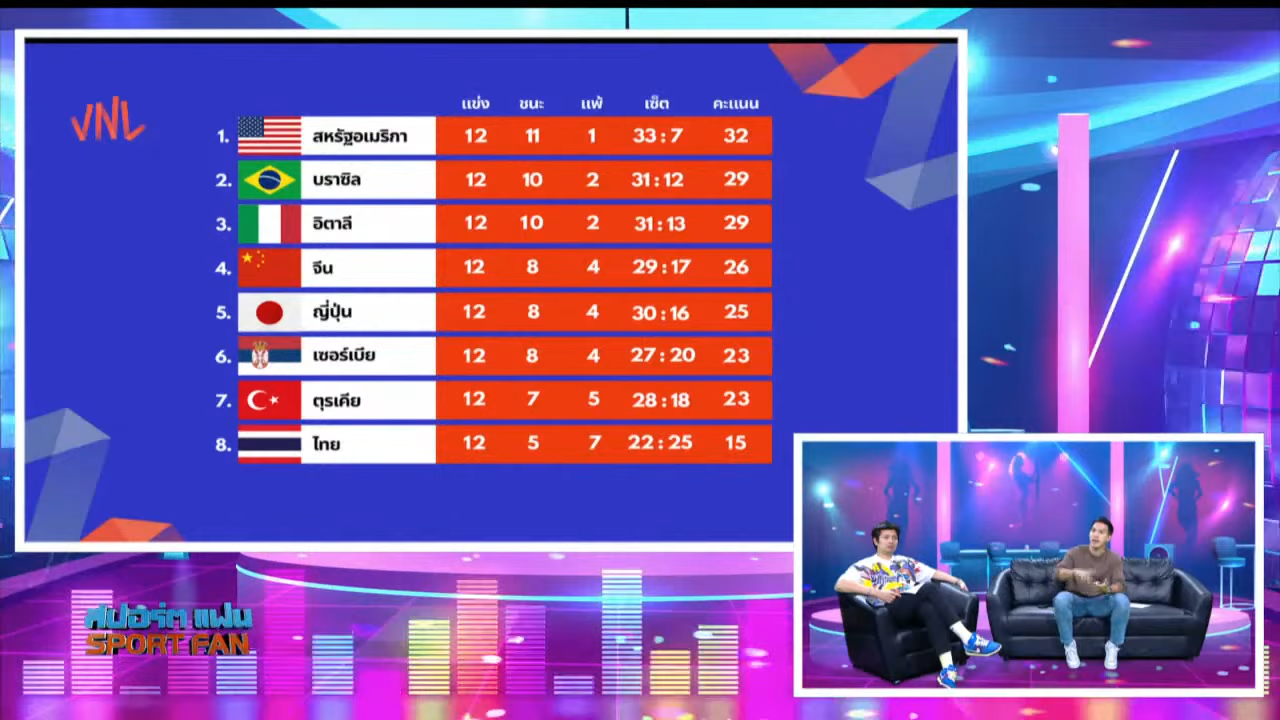 VNL
แข่ง ชนะ แพ้ เซ็ต คะแนน
1. สหรัฐอเมริกา 12 11 1 33:7 32
2. บราซิล 12 10 2 31:12 29
3. อิตาลี 12 10 2 31:13 29
4. จีน 12 8 4 29:17 26
5. ญี่ปุ่น 12 8 4 30:16 25
6. เซอร์เบีย 12 8 4 27:20 23
7. ตุรเคีย 12 7 5 28:18 23
8. ไทย 12 5 7 22:25 15
สปอร์ต แฟน
SPORT FAN